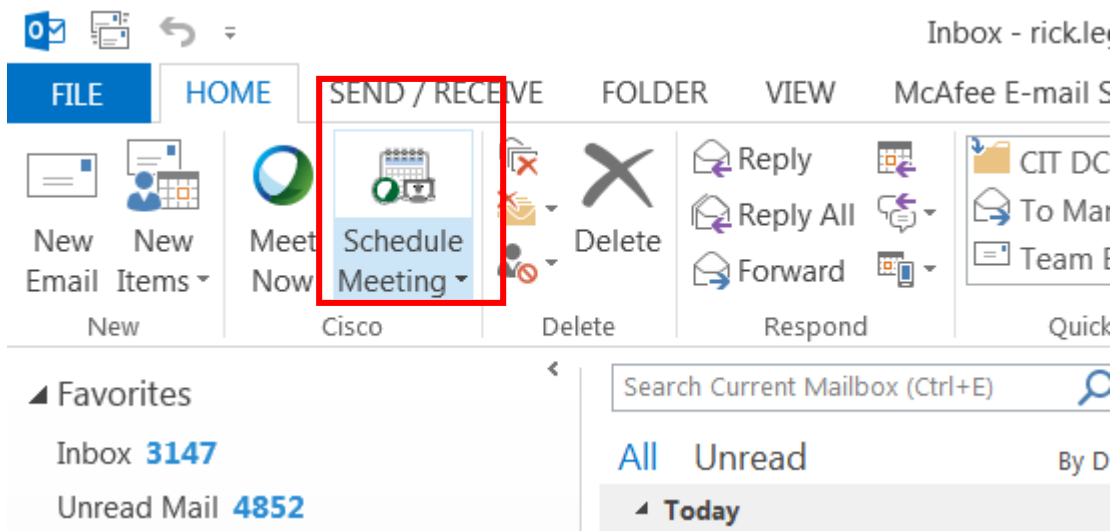 Inbox - rick.leg
FILE HOME SEND / RECEIVE FOLDER VIEW McAfee E-mail S
New Email
New Items
Meet Now
Schedule Meeting
Delete
Reply
Reply All
Forward
CIT DC
To Man
Team E
New Cisco Delete Respond Quick
Favorites
Inbox 3147
Unread Mail 4852
Search Current Mailbox (Ctrl+E)
All Unread By D
Today